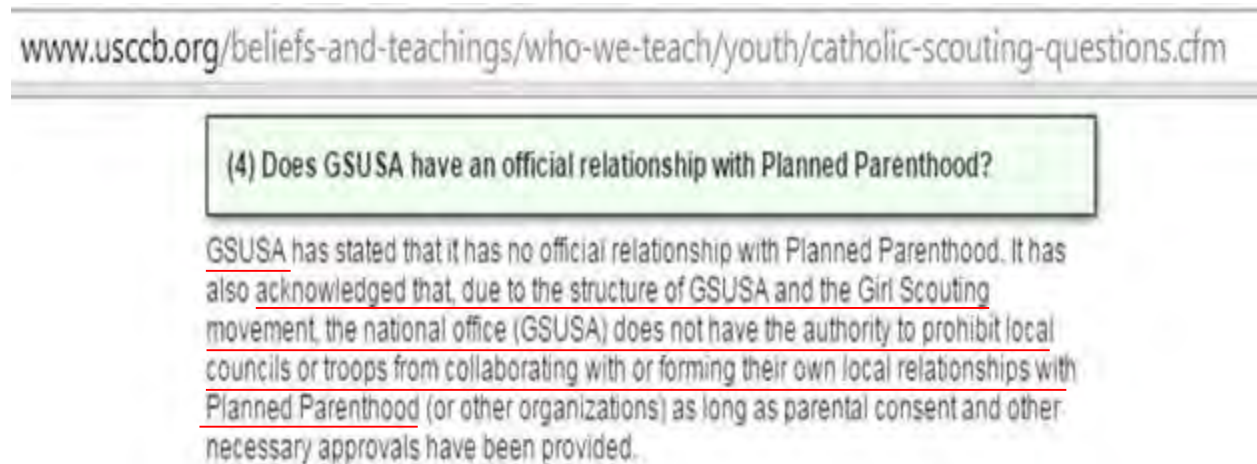 www.usccb.org/beliefs-and-teachings/who-we-teach/youth/catholic-scouting-questions.cfm
(4) Does GSUSA have an official relationship with Planned Parenthood?
GSUSA has stated that it has no official relationship with Planned Parenthood. It has
also acknowledged that, due to the structure of GSUSA and the Girl Scouting
movement, the national office (GSUSA) does not have the authority to prohibit local
councils or troops from collaborating with or forming their own local relationships with
Planned Parenthood (or other organizations) as long as parental consent and other
necessary approvals have been provided.